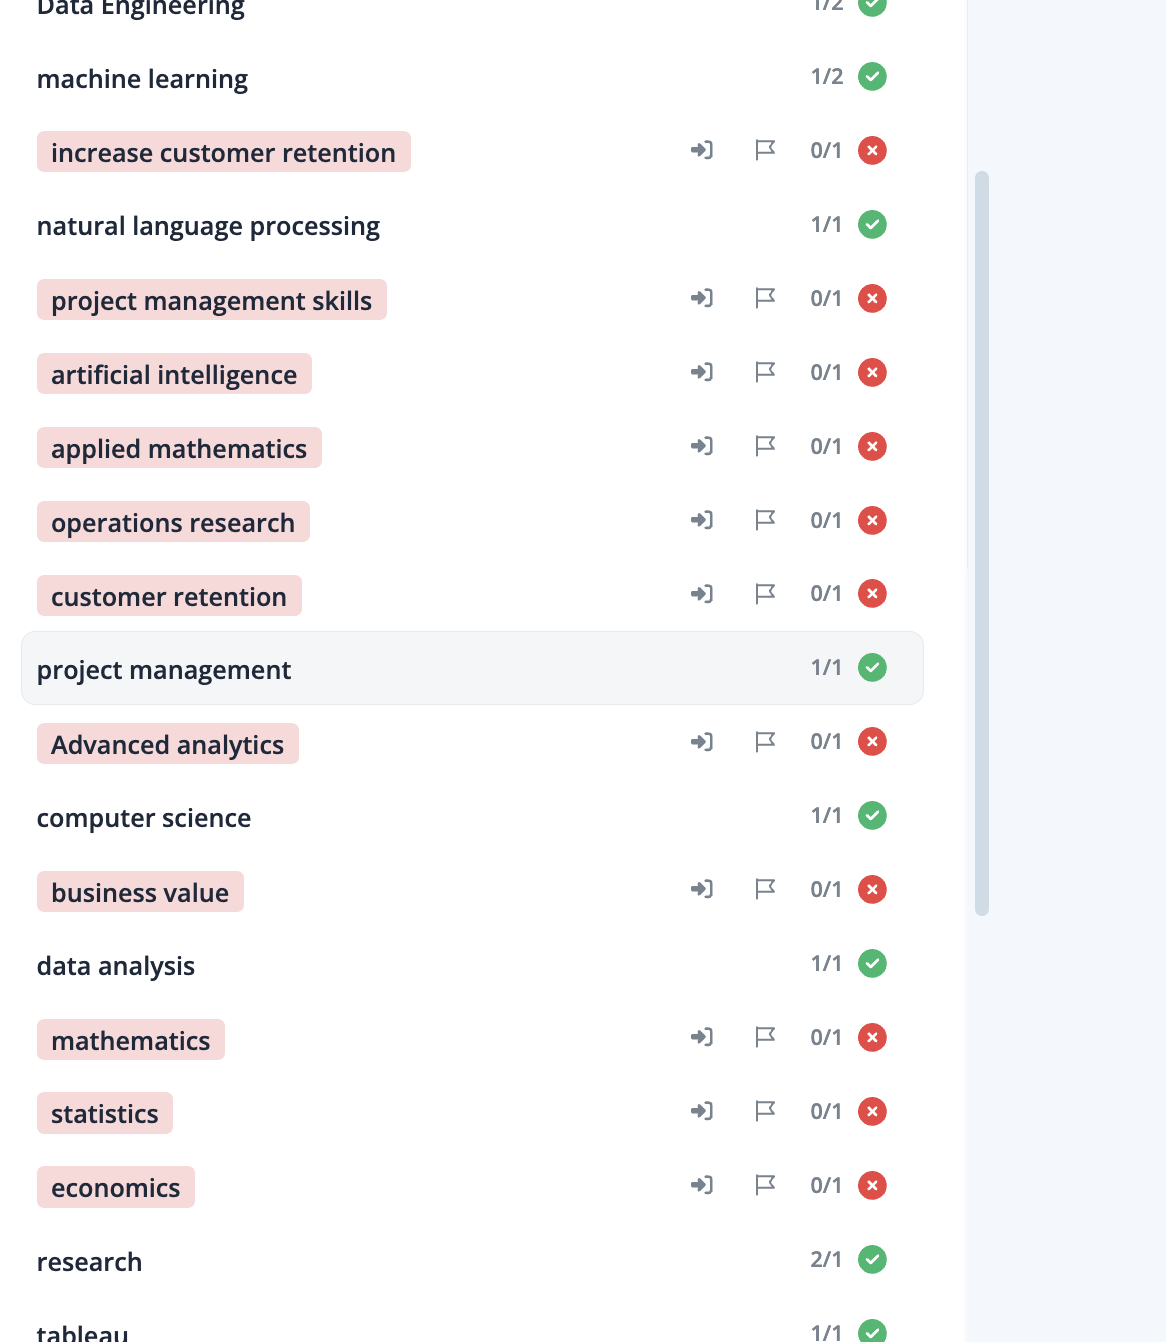 Data Engineering 1/2
machine learning 1/2
increase customer retention 0/1
natural language processing 1/1
project management skills 0/1
artificial intelligence 0/1
applied mathematics 0/1
operations research 0/1
customer retention 0/1
project management 1/1
Advanced analytics 0/1
computer science 1/1
business value 0/1
data analysis 1/1
mathematics 0/1
statistics 0/1
economics 0/1
research 2/1
tableau 1/1